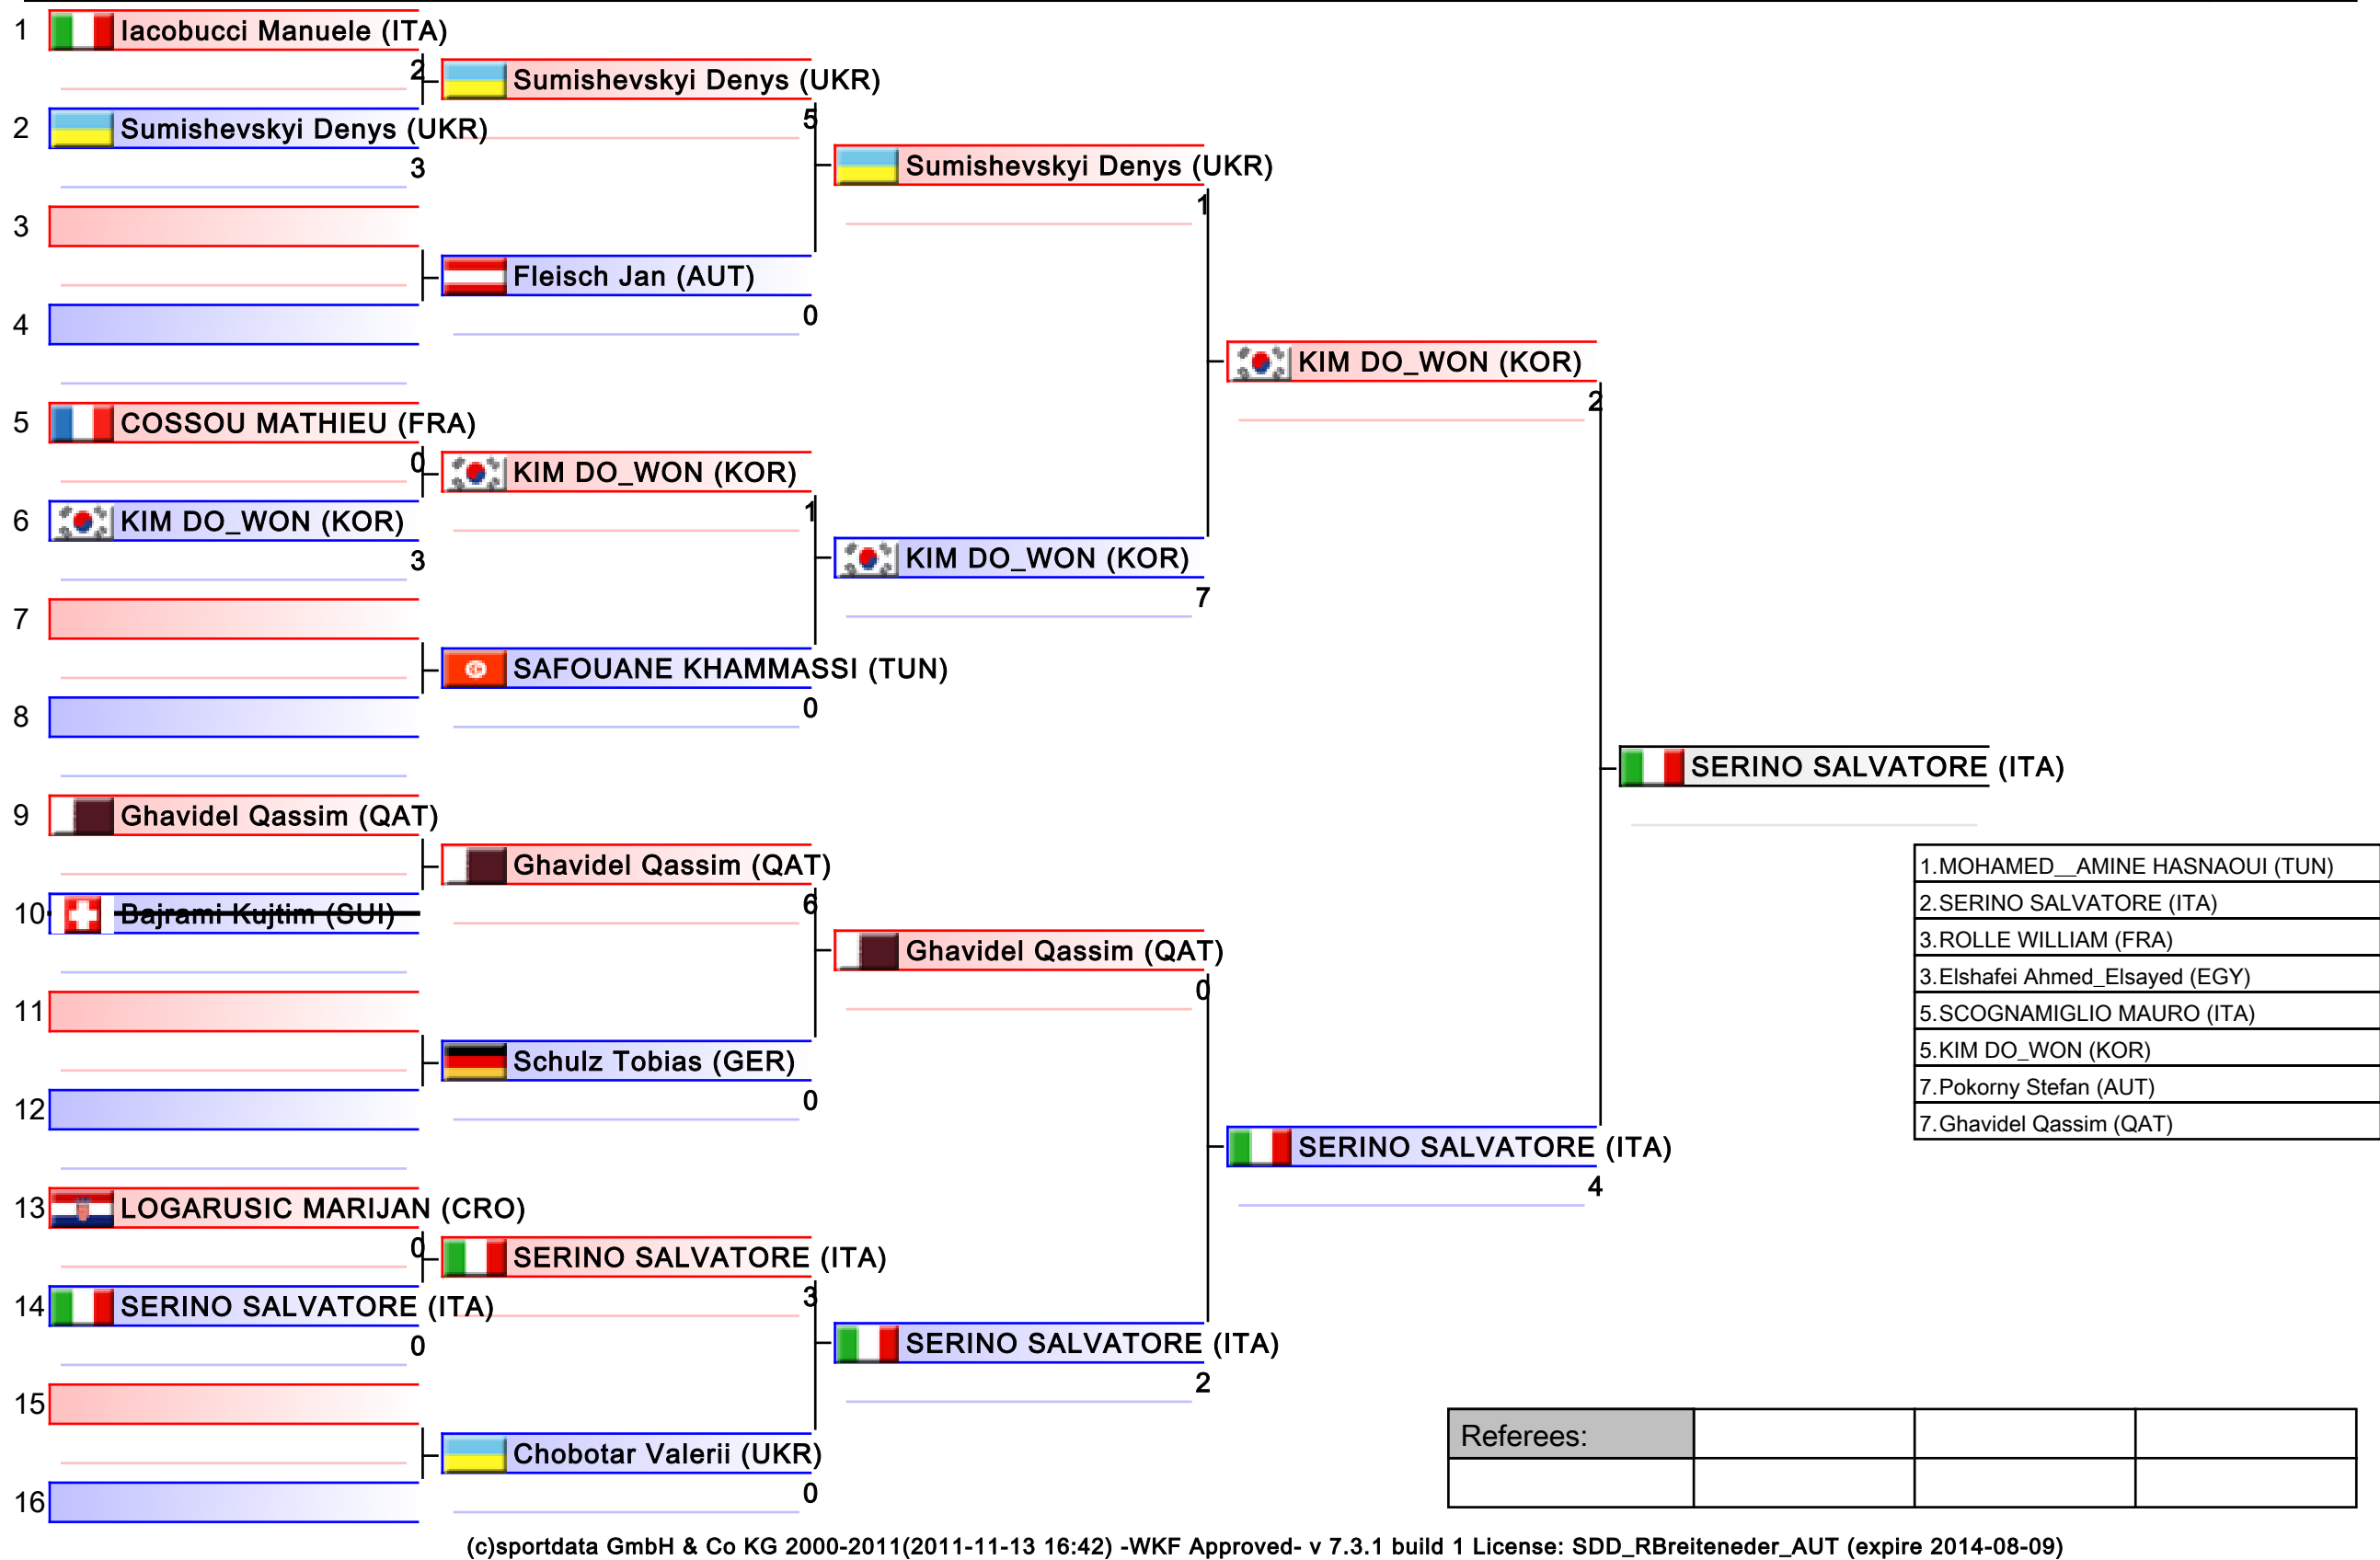 1 Iacobucci Manuele (ITA)
2
Sumishevskyi Denys (UKR)
5
2 Sumishevskyi Denys (UKR)
3
Sumishevskyi Denys (UKR)
1
3
Fleisch Jan (AUT)
0
4
KIM DO_WON (KOR)
2
5 COSSOU MATHIEU (FRA)
0
KIM DO_WON (KOR)
1
6 KIM DO_WON (KOR)
3
KIM DO_WON (KOR)
7
7
SAFOUANE KHAMMASSI (TUN)
0
8
SERINO SALVATORE (ITA)
9 Ghavidel Qassim (QAT)
Ghavidel Qassim (QAT)
6
10 Bajrami Kujtim (SUI)
Ghavidel Qassim (QAT)
0
11
Schulz Tobias (GER)
0
12
SERINO SALVATORE (ITA)
4
13 LOGARUSIC MARIJAN (CRO)
0
SERINO SALVATORE (ITA)
3
14 SERINO SALVATORE (ITA)
0
SERINO SALVATORE (ITA)
2
15
Chobotar Valerii (UKR)
0
16
1.MOHAMED__AMINE HASNAOUI (TUN)
2.SERINO SALVATORE (ITA)
3.ROLLE WILLIAM (FRA)
3.Elshafei Ahmed_Elsayed (EGY)
5.SCOGNAMIGLIO MAURO (ITA)
5.KIM DO_WON (KOR)
7.Pokorny Stefan (AUT)
7.Ghavidel Qassim (QAT)
Referees:
(c)sportdata GmbH & Co KG 2000-2011(2011-11-13 16:42) -WKF Approved- v 7.3.1 build 1 License: SDD_RBreiteneder_AUT (expire 2014-08-09)